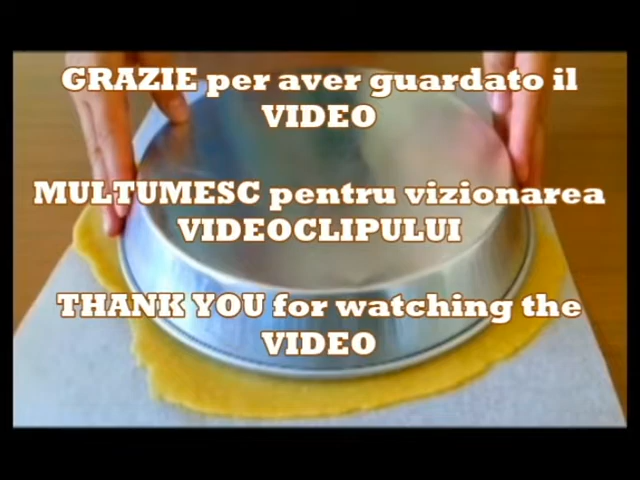 GRAZIE per aver guardato il
VIDEO
MULTUMESC pentru vizionarea
VIDEOCLIPULUI
THANK YOU for watching the
VIDEO